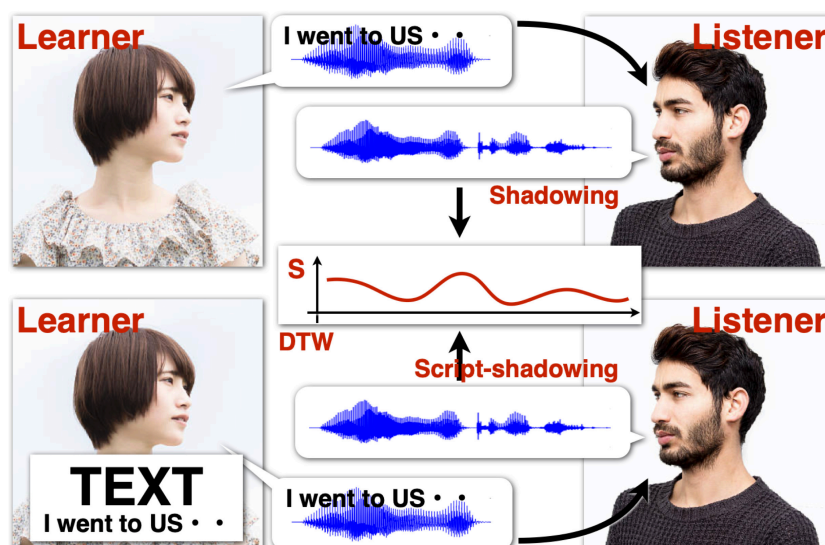 Learner
I went to US・・
Listener
Shadowing
S
DTW
Learner
Listener
Script-shadowing
TEXT
I went to US・・
I went to US・・